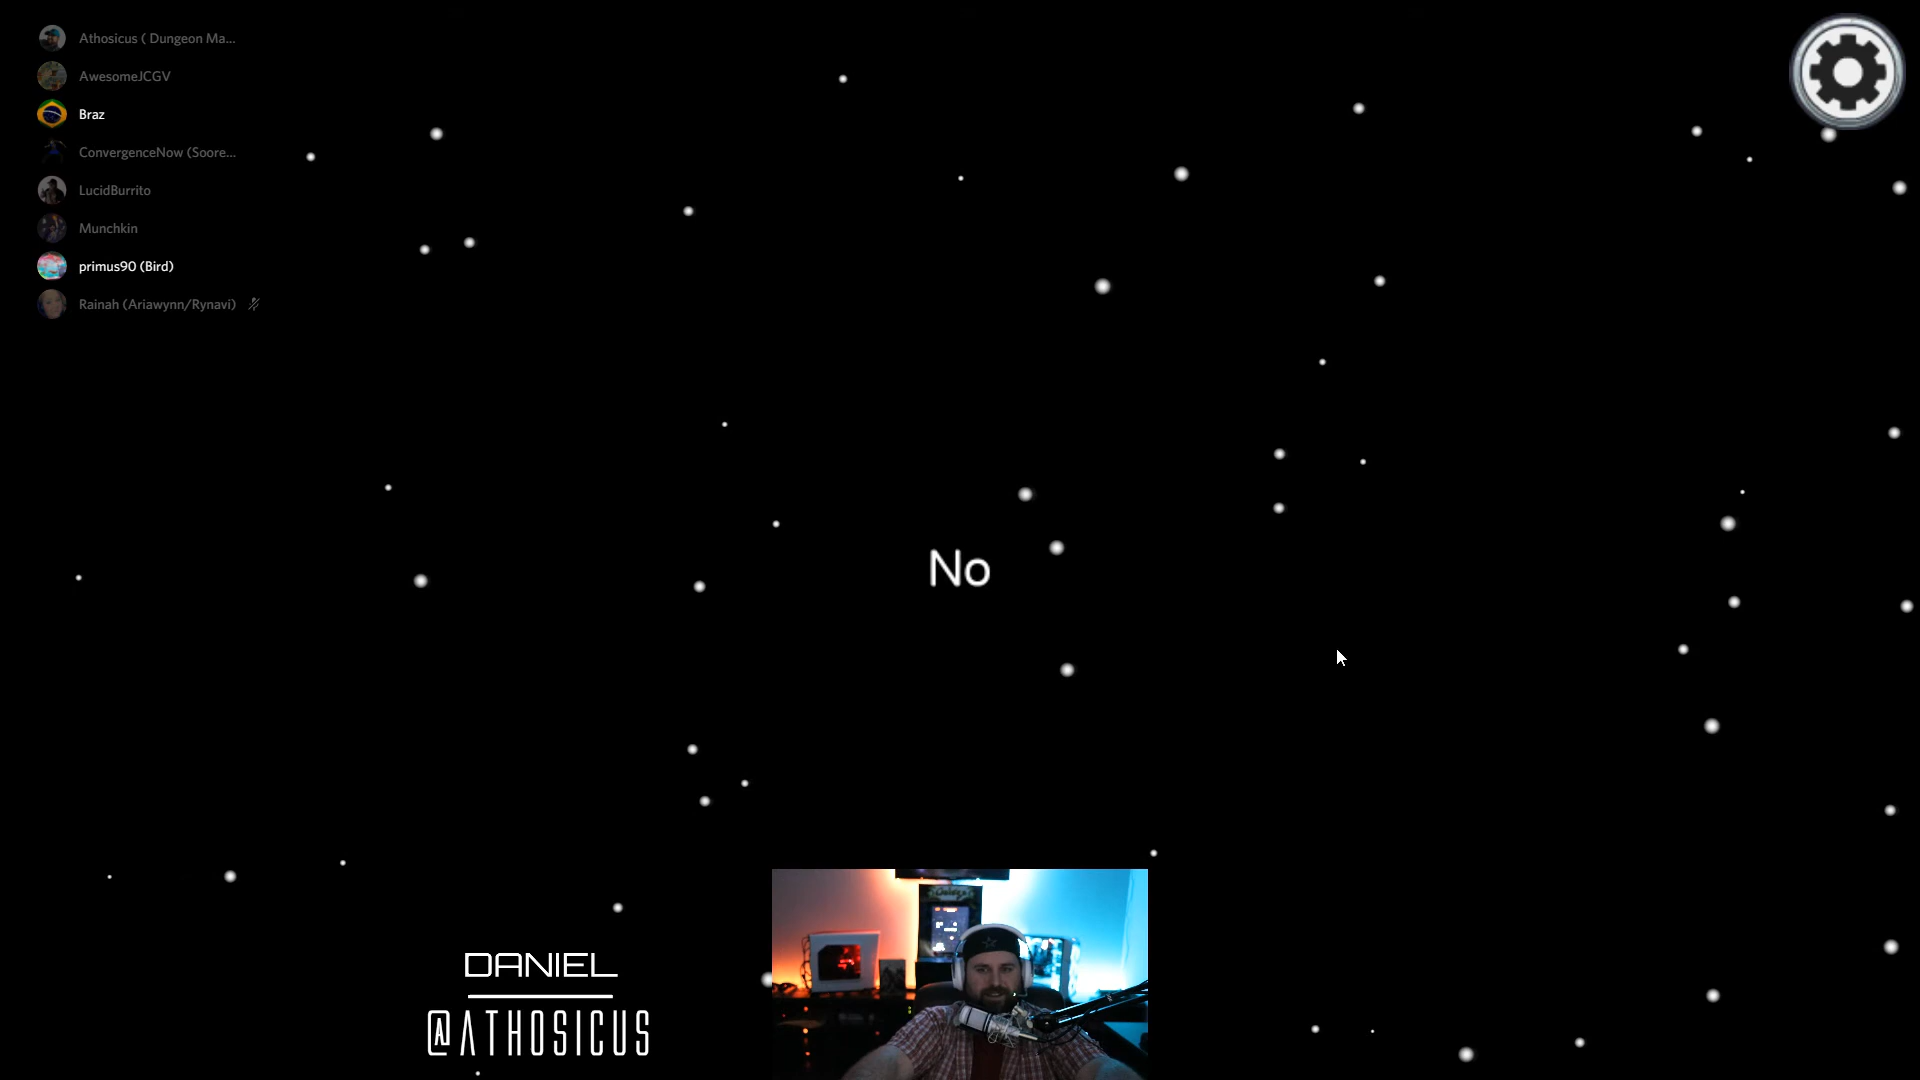 Athosicus ( Dungeon Ma...
AwesomeJCGV
Braz
ConvergenceNow (Soore...
LucidBurrito
Munchkin
primus90 (Bird)
Rainah (Ariawynn/Rynavi)
No
DANIEL
@ATHOSICUS